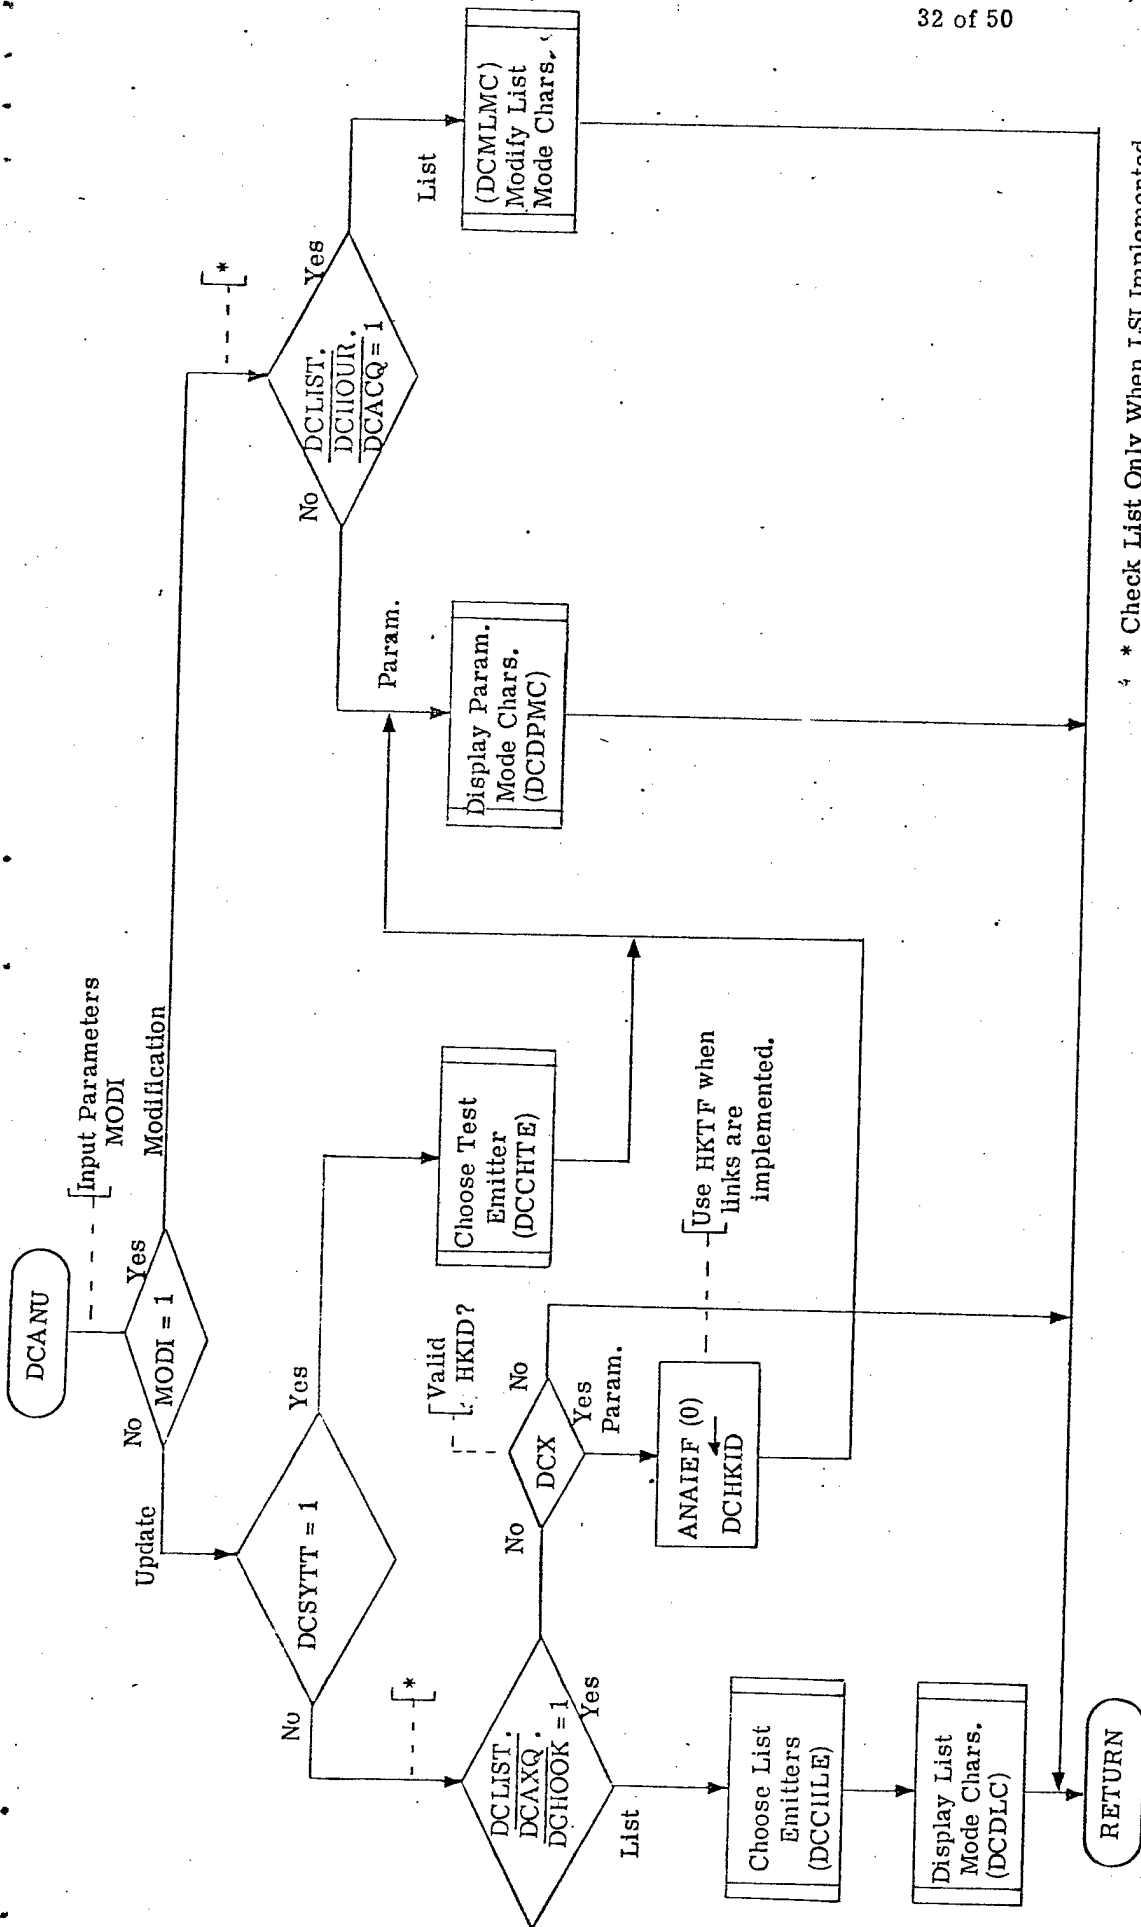 32 of 50
DCANU
Input Parameters
MODI
MODI = 1
No
Yes
Update
Modification
DCSYTT = 1
No
Yes
*
*
DCLIST.
DCHOUR.
DCACQ = 1
No
Yes
Param.
List
(DCMLMC)
Modify List
Mode Chars.
Display Param.
Mode Chars.
(DCDPMC)
Choose Test
Emitter
(DCCHTE)
Valid
HKID?
DCLIST.
DCAXQ.
DCHOOK = 1
No
Yes
List
DCX
No
Yes
Param.
ANAIEF (0)
←
DCHKID
Use HKTF when
links are
implemented.
Choose List
Emitters
(DCCIILE)
Display List
Mode Chars.
(DCDLC)
RETURN
* Check List Only When LSI Implemented